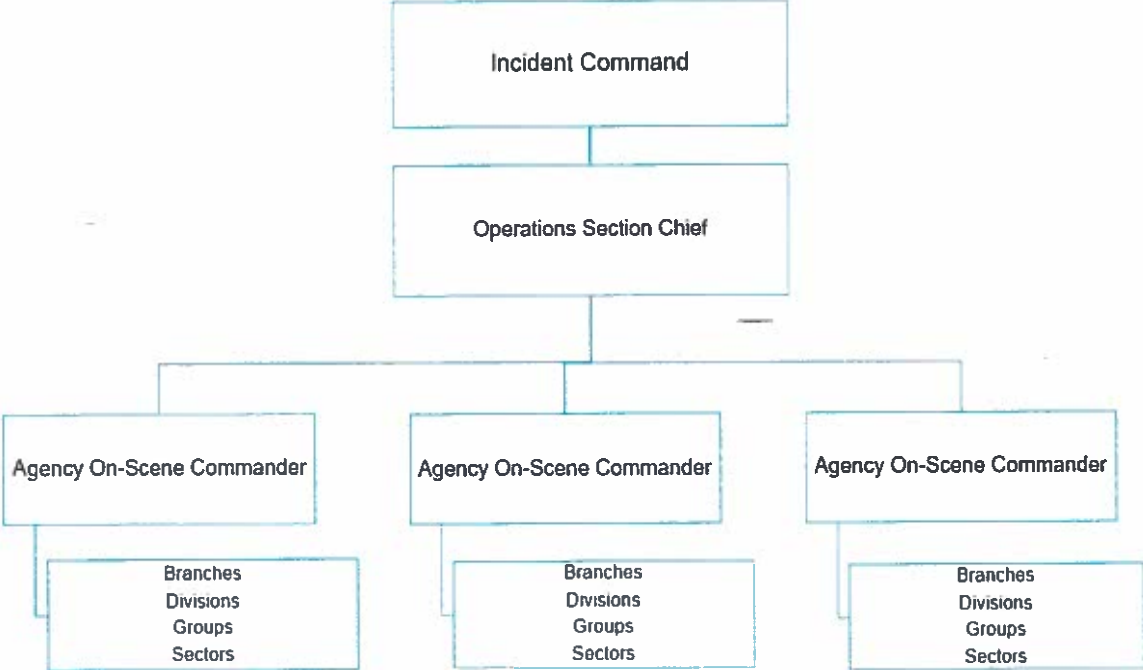 Incident Command
Operations Section Chief
Agency On-Scene Commander
Agency On-Scene Commander
Agency On-Scene Commander
Branches
Divisions
Groups
Sectors
Branches
Divisions
Groups
Sectors
Branches
Divisions
Groups
Sectors